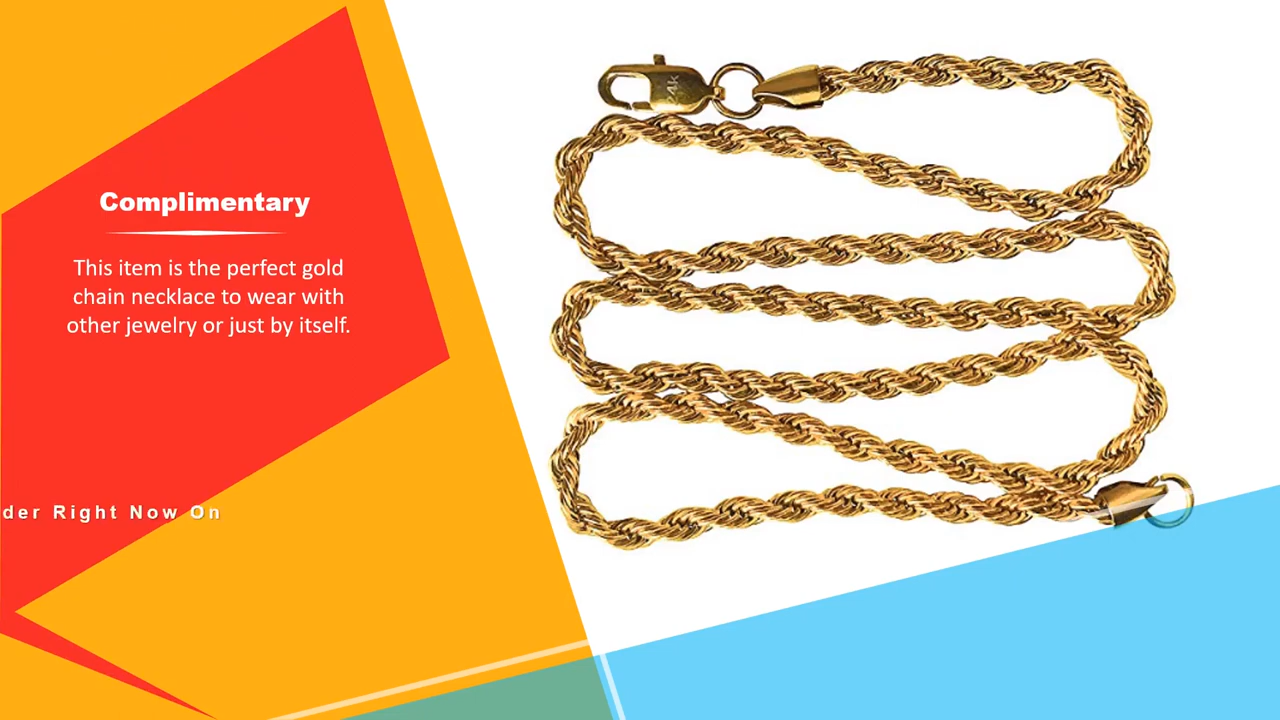 24k
Complimentary
This item is the perfect gold
chain necklace to wear with
other jewelry or just by itself.
der Right Now On